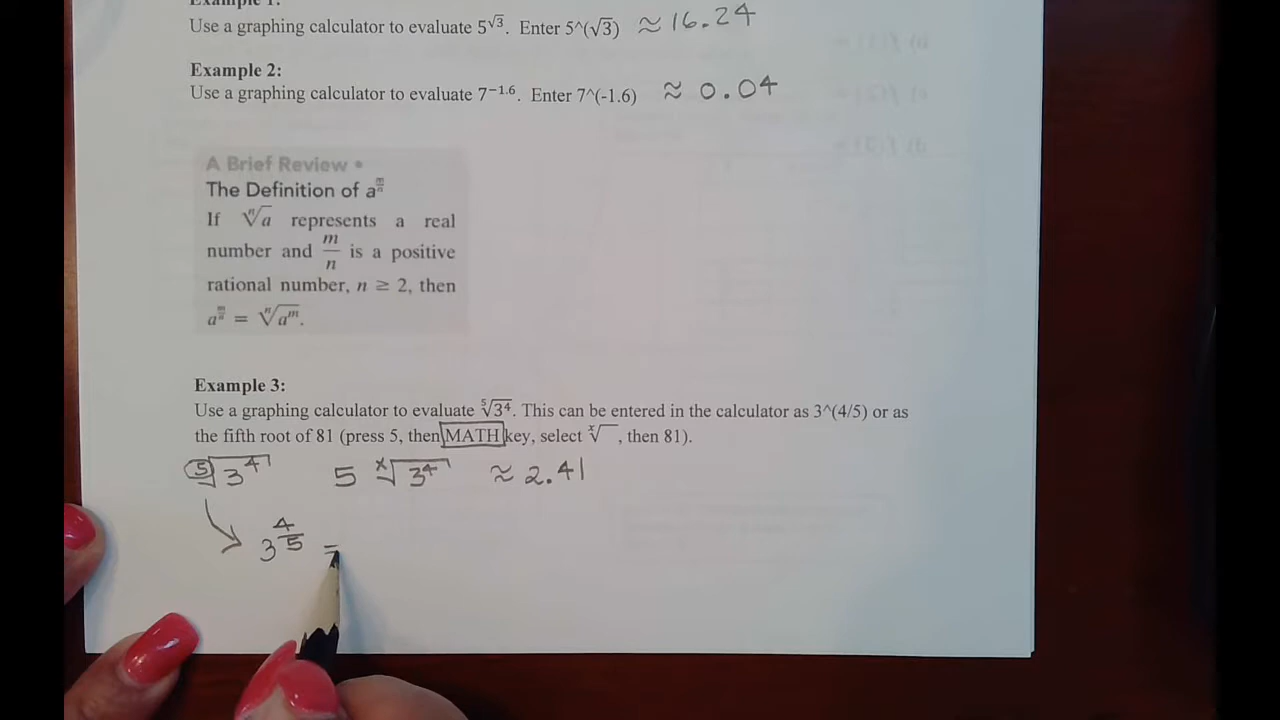 Example 1:
Use a graphing calculator to evaluate 5^√3. Enter 5^(√3) ≈ 16.24
Example 2:
Use a graphing calculator to evaluate 7⁻¹·⁶. Enter 7^(-1.6) ≈ 0.04
A Brief Review •
The Definition of a^(m/n)
If ⁿ√a represents a real
number and m/n is a positive
rational number, n ≥ 2, then
a^(m/n) = ⁿ√a^m.
Example 3:
Use a graphing calculator to evaluate ⁵√3⁴. This can be entered in the calculator as 3^(4/5) or as
the fifth root of 81 (press 5, then MATH key, select ˣ√ , then 81).
⁵√3⁴ 5 ˣ√3⁴ ≈ 2.41
3^(4/5) =